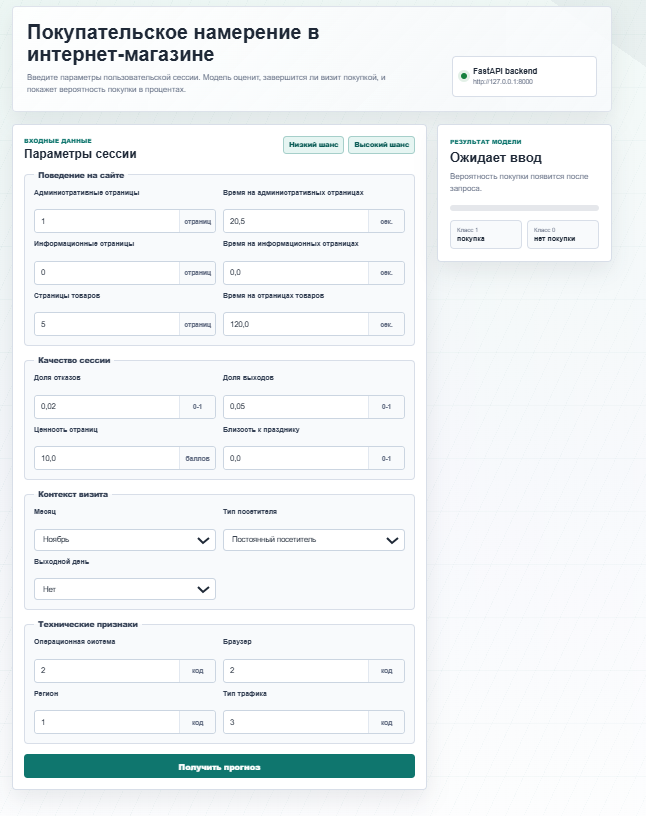 Покупательское намерение в
интернет-магазине
Введите параметры пользовательской сессии. Модель оценит, завершится ли визит покупкой, и
покажет вероятность покупки в процентах.
FastAPI backend
http://127.0.0.1:8000
ВХОДНЫЕ ДАННЫЕ
Параметры сессии
Низкий шанс
Высокий шанс
Поведение на сайте
Административные страницы
Время на административных страницах
1 страниц
20,5 сек.
Информационные страницы
Время на информационных страницах
0 страниц
0,0 сек.
Страницы товаров
Время на страницах товаров
5 страниц
120,0 сек.
Качество сессии
Доля отказов
Доля выходов
0,02 0-1
0,05 0-1
Ценность страниц
Близость к празднику
10,0 баллов
0,0 0-1
Контекст визита
Месяц
Тип посетителя
Ноябрь
Постоянный посетитель
Выходной день
Нет
Технические признаки
Операционная система
Браузер
2 код
2 код
Регион
Тип трафика
1 код
3 код
Получить прогноз
РЕЗУЛЬТАТ МОДЕЛИ
Ожидает ввод
Вероятность покупки появится после
запроса.
Класс 1
покупка
Класс 0
нет покупки